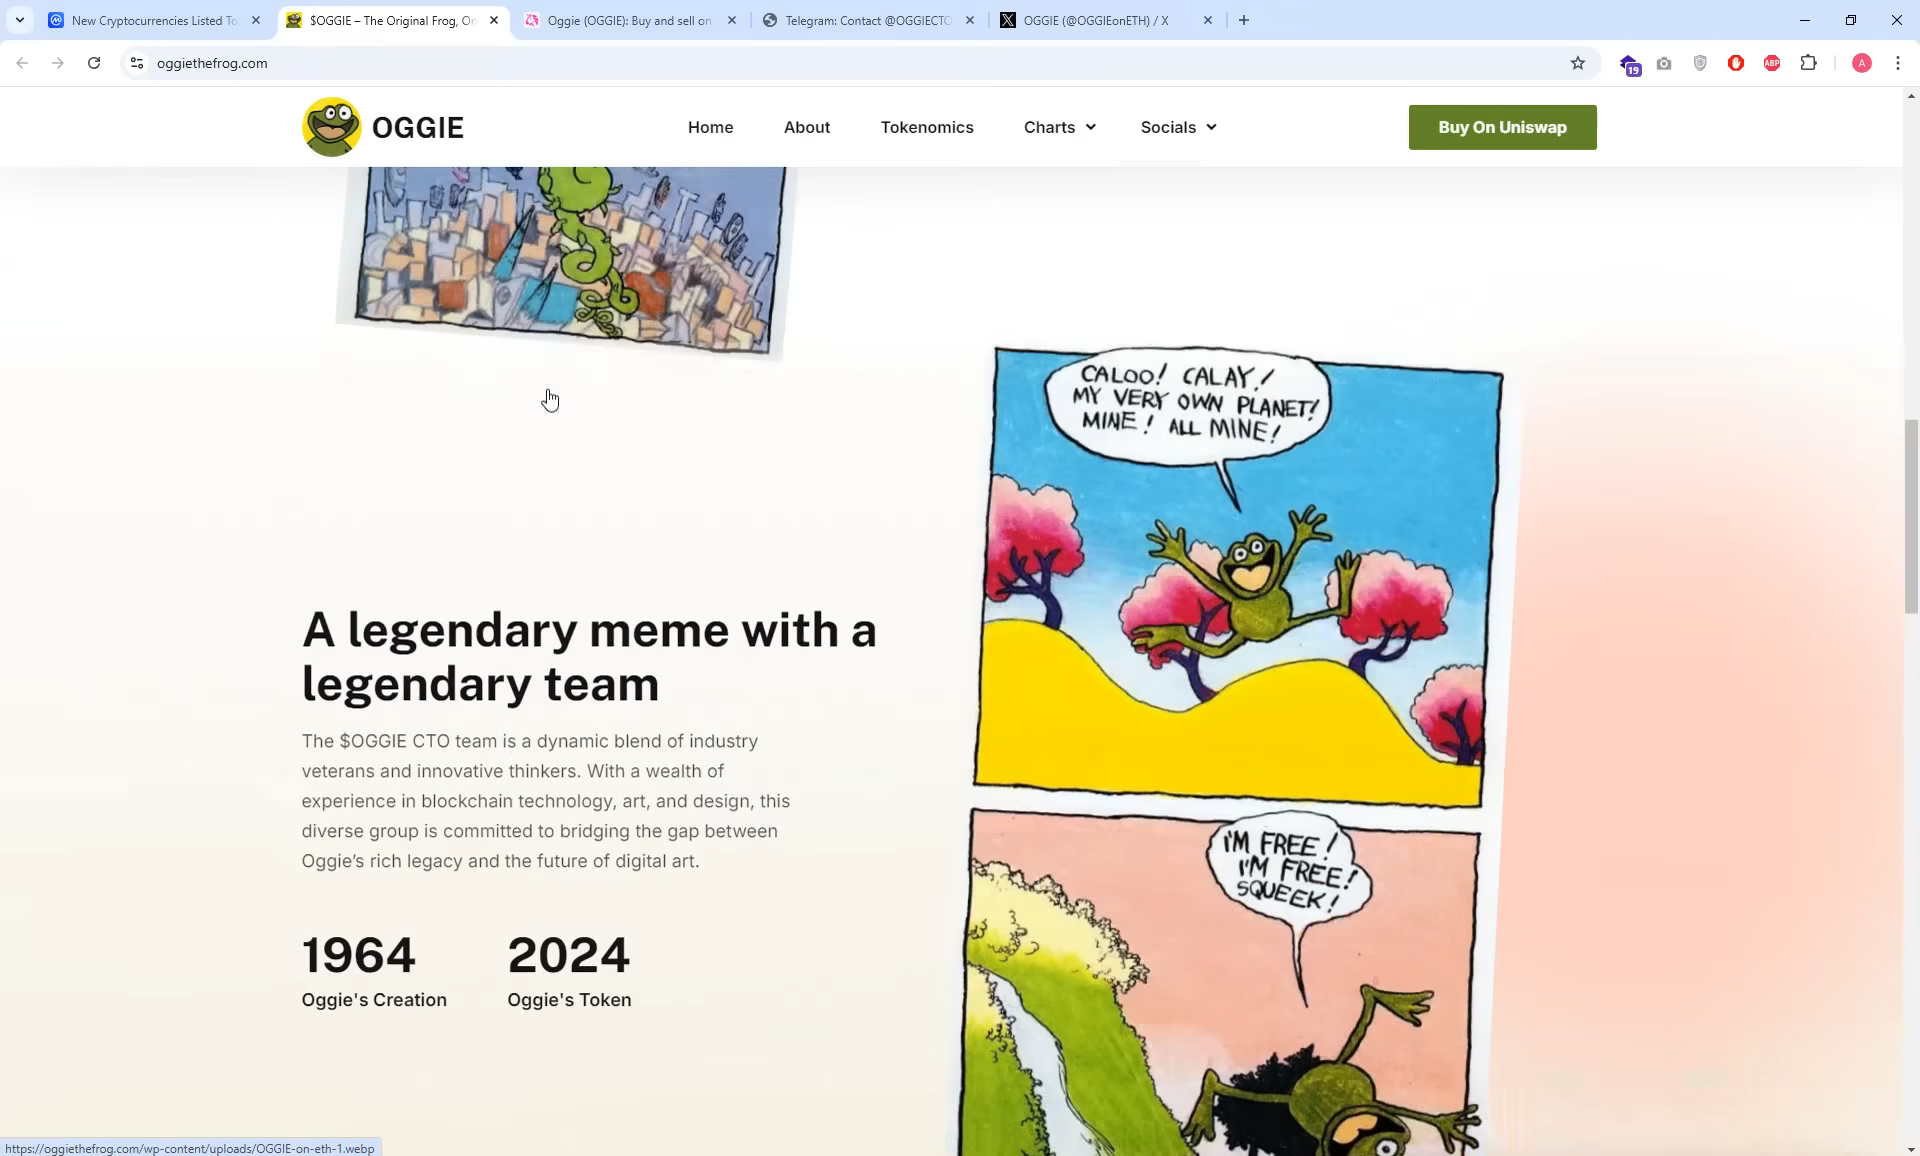 New Cryptocurrencies Listed To
$OGGIE – The Original Frog, On
Oggie (OGGIE): Buy and sell on
Telegram: Contact @OGGIECTO
OGGIE (@OGGIEonETH) / X
oggiethefrog.com
19
ABP
A
OGGIE
Home
About
Tokenomics
Charts
Socials
Buy On Uniswap
CALOO! CALAY!
MY VERY OWN PLANET!
MINE! ALL MINE!
A legendary meme with a
legendary team
The $OGGIE CTO team is a dynamic blend of industry
veterans and innovative thinkers. With a wealth of
experience in blockchain technology, art, and design, this
diverse group is committed to bridging the gap between
Oggie’s rich legacy and the future of digital art.
I'M FREE!
I'M FREE!
SQUEEK!
1964
Oggie's Creation
2024
Oggie's Token
https://oggiethefrog.com/wp-content/uploads/OGGIE-on-eth-1.webp